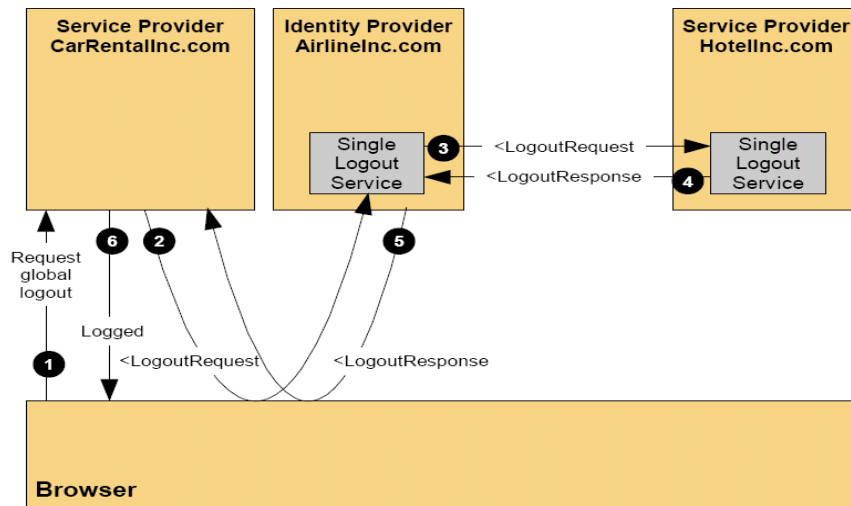 Service Provider
CarRentalInc.com
Identity Provider
AirlineInc.com
Service Provider
HotelInc.com
Single
Logout
Service
3
<LogoutRequest
Single
Logout
Service
<LogoutResponse
4
6
2
5
Request
global
logout
Logged
1
<LogoutRequest
<LogoutResponse
Browser